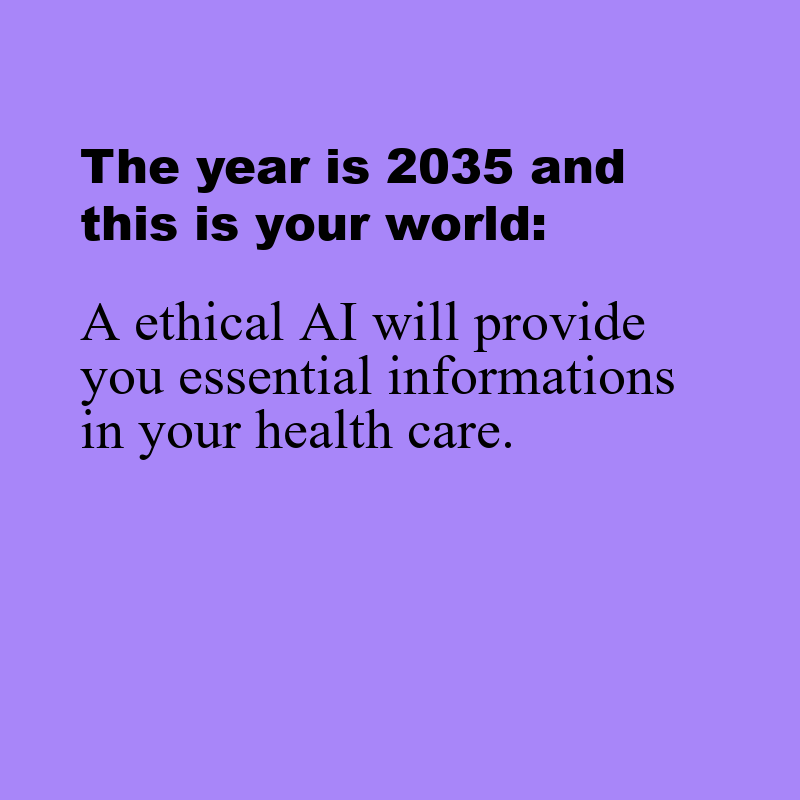 The year is 2035 and
this is your world:
A ethical AI will provide
you essential informations
in your health care.